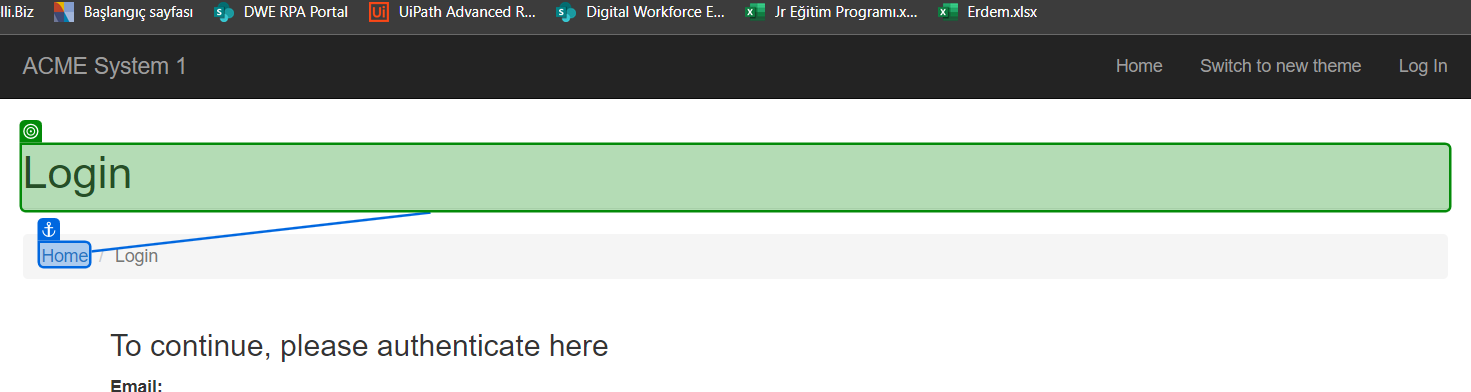 lli.Biz Başlangıç sayfası DWE RPA Portal UiPath Advanced R... Digital Workforce E... Jr Eğitim Programı.x... Erdem.xlsx
ACME System 1 Home Switch to new theme Log In
Login
Home / Login
To continue, please authenticate here
Email: